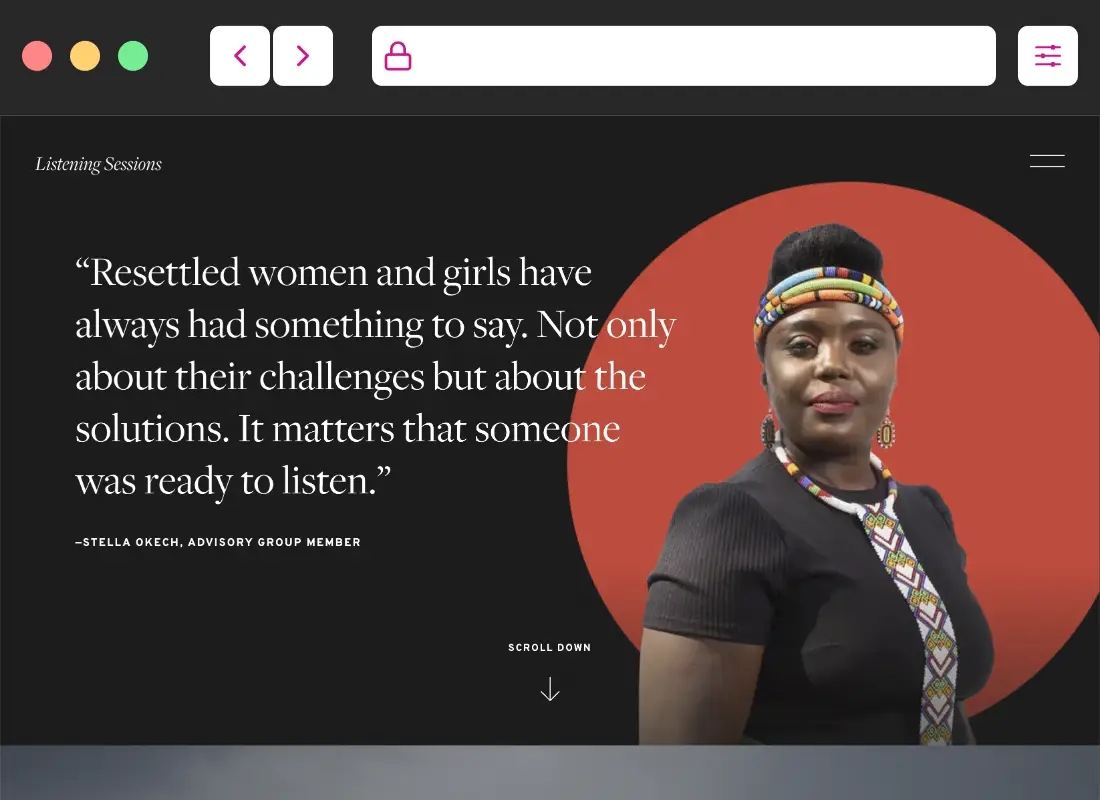 Listening Sessions
“Resettled women and girls have
always had something to say. Not only
about their challenges but about the
solutions. It matters that someone
was ready to listen.”
–STELLA OKECH, ADVISORY GROUP MEMBER
SCROLL DOWN